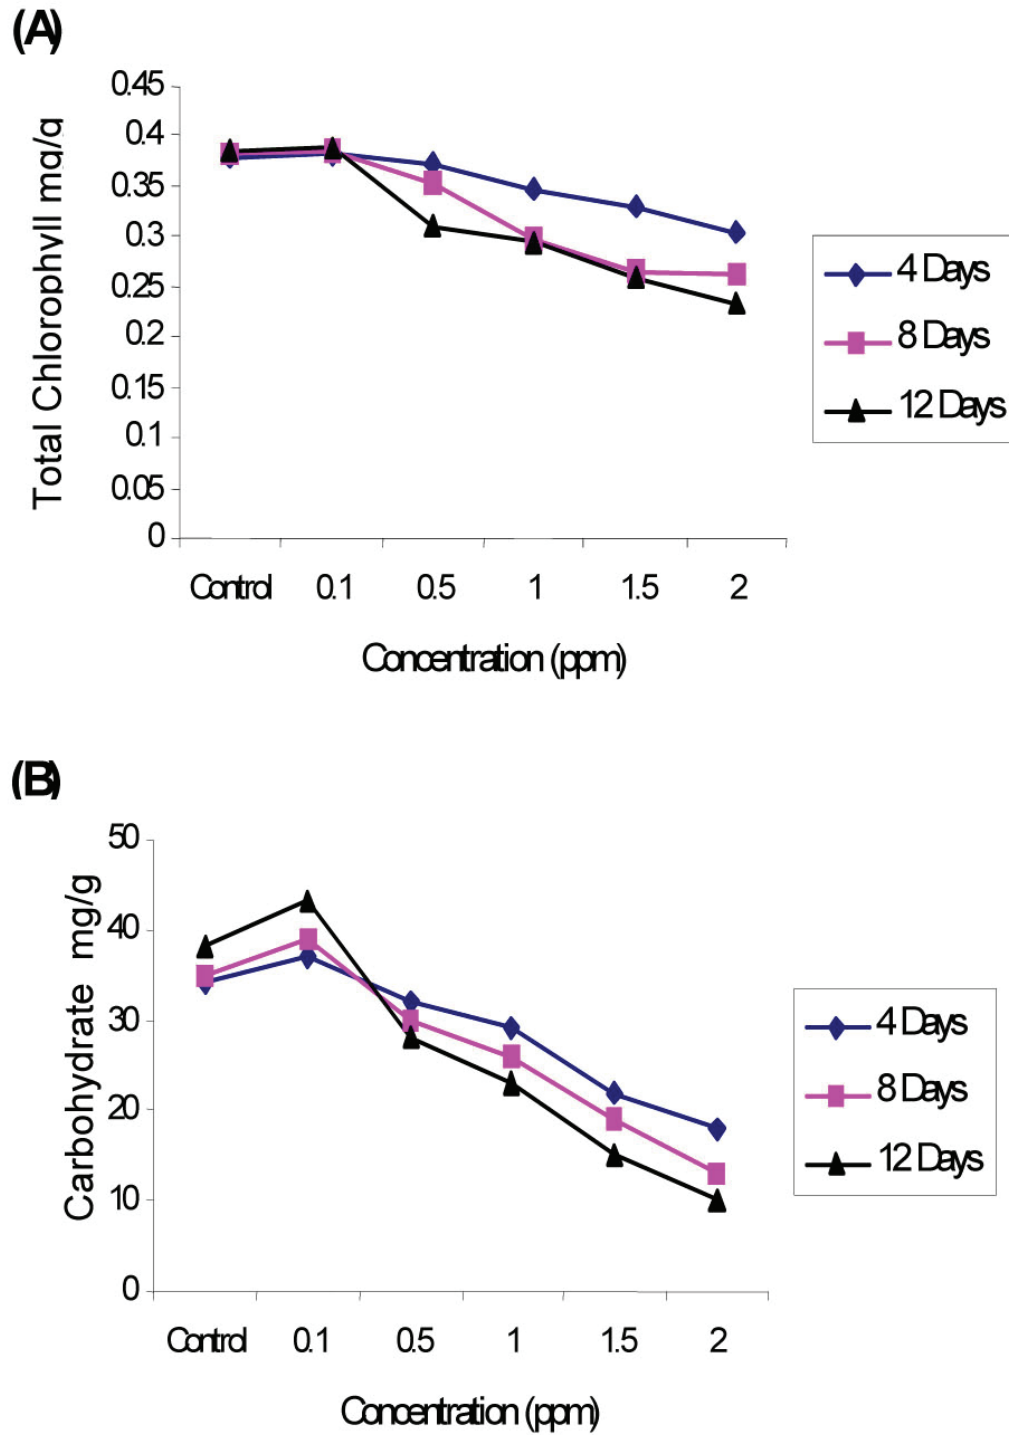 (A)
Total Chlorophyll mg/g
0.45
0.4
0.35
0.3
0.25
0.2
0.15
0.1
0.05
0
Control 0.1 0.5 1 1.5 2
Concentration (ppm)
4 Days
8 Days
12 Days
(B)
Carbohydrate mg/g
50
40
30
20
10
0
Control 0.1 0.5 1 1.5 2
Concentration (ppm)
4 Days
8 Days
12 Days